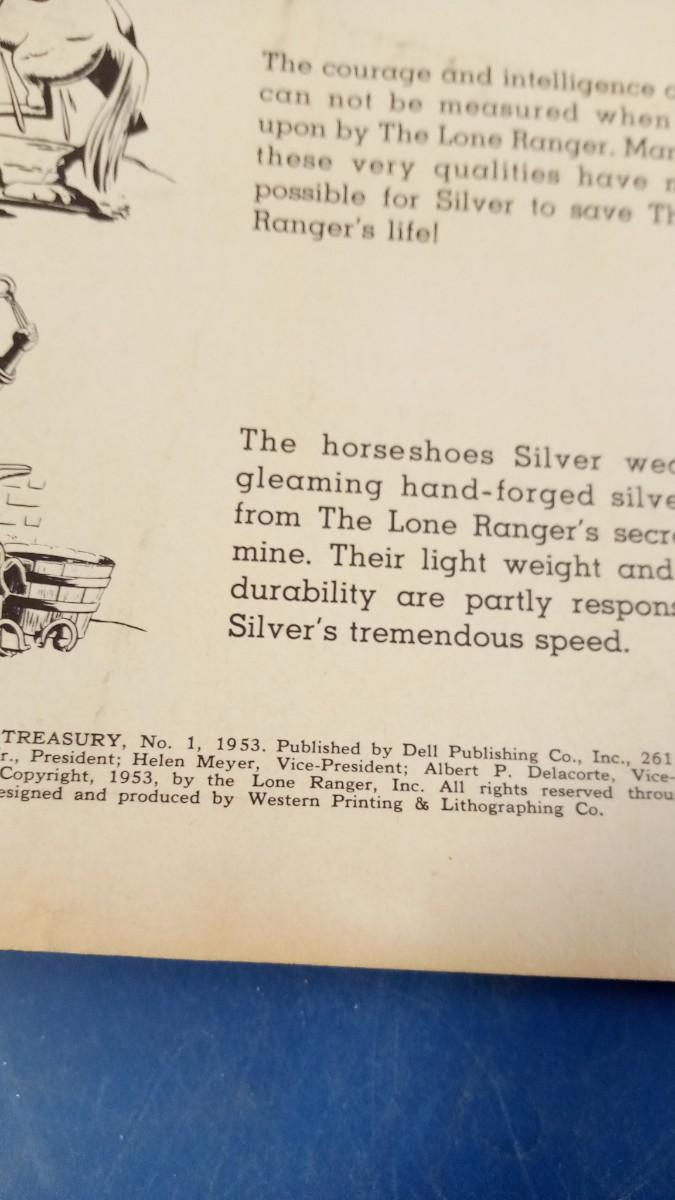 The courage and intelligence
can not be measured when
upon by The Lone Ranger.
these very qualities have
possible for Silver to save
Ranger's life!
The horseshoes Silver
gleaming hand-forged
from The Lone Ranger's
mine. Their light weight and
durability are partly
Silver's tremendous speed.
TREASURY, No. 1, 1953. Published by Dell Publishing Co., Inc., 261
President; Helen Meyer, Vice-President; Albert P. Delacorte, Vice-
Copyright, 1953, by the Lone Ranger, Inc. All rights reserved
and produced by Western Printing & Lithographing Co.